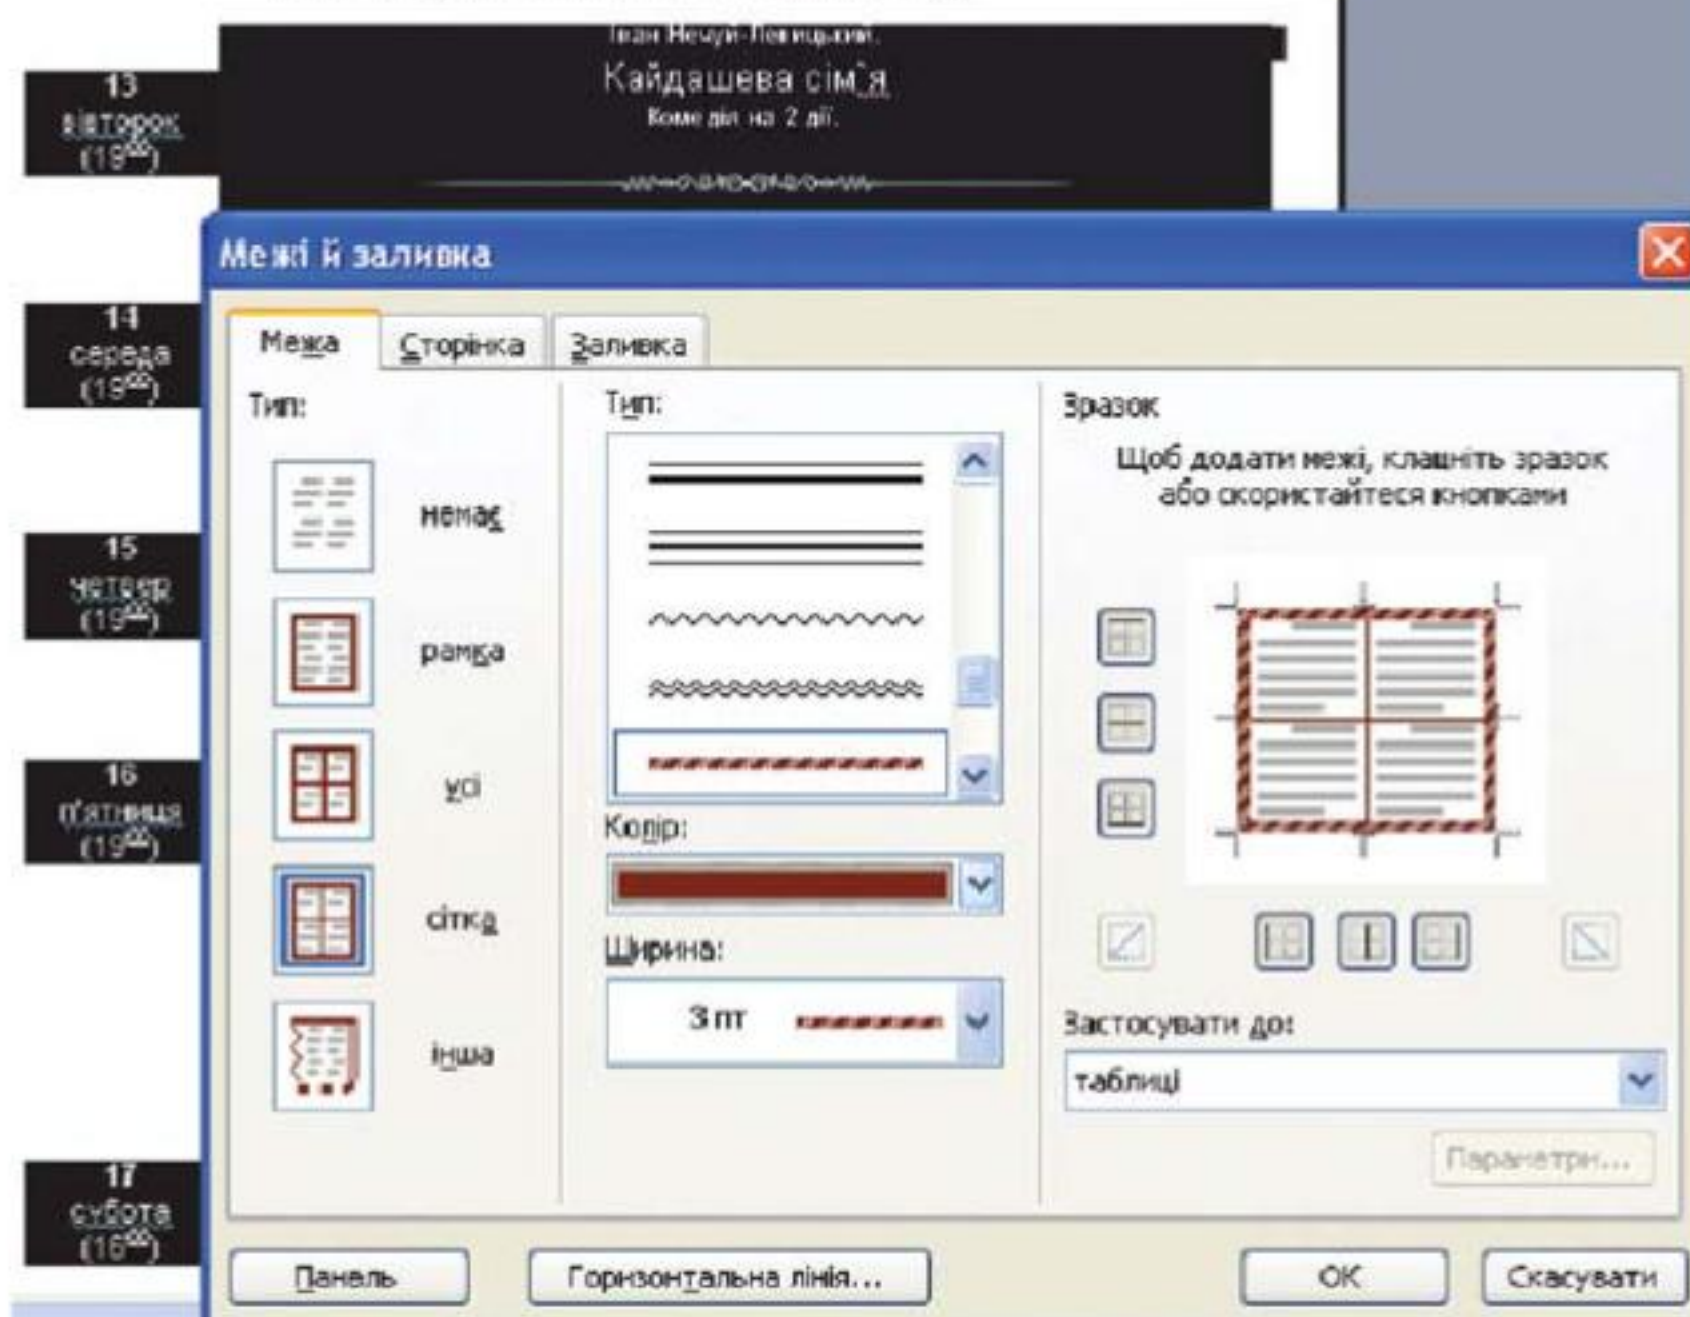 Іван Нечуй-Левицький.
Кайдашева сім`я
Комедія на 2 дії.
13
вівторок
(19⁰⁰)
14
середа
(19⁰⁰)
15
четвер
(19⁰⁰)
16
п'ятниця
(19⁰⁰)
17
субота
(16⁰⁰)
Межі й заливка
Межа
Сторінка
Заливка
Тип:
немає
рамка
усі
сітка
інша
Тип:
Колір:
Ширина:
3 пт
Зразок
Щоб додати межі, клацніть зразок
або скористайтеся кнопками
Застосувати до:
таблиці
Параметри...
Панель
Горизонтальна лінія...
ОК
Скасувати